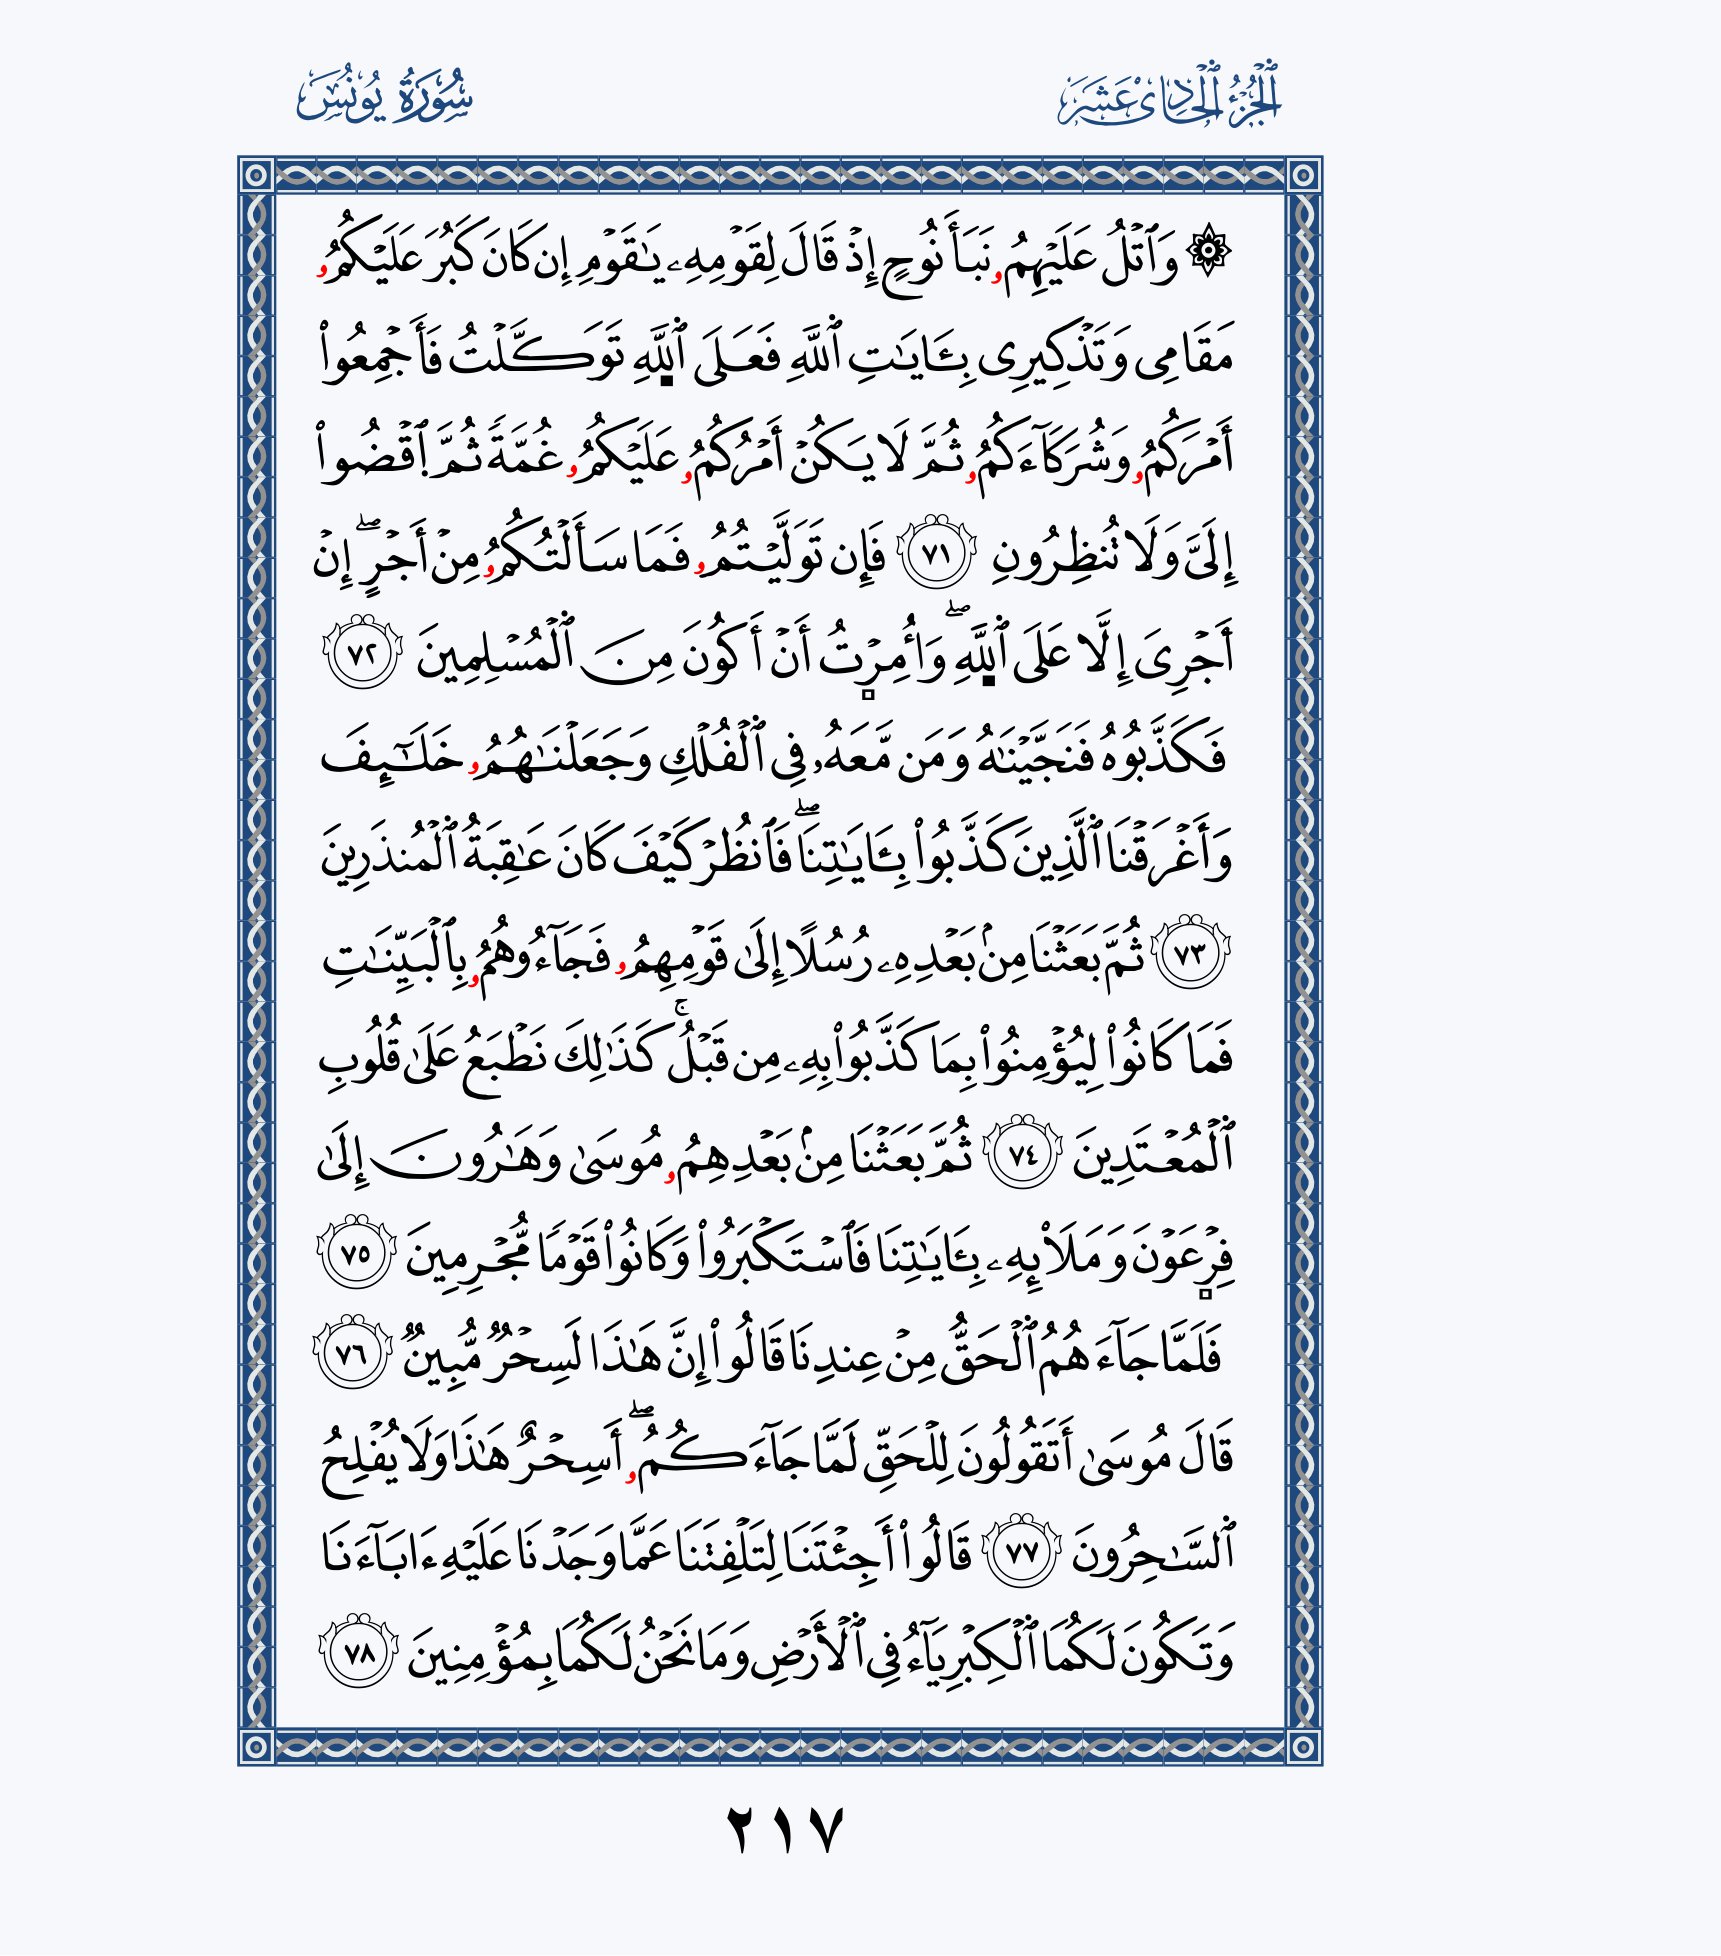 ٱلْجُزْءُ ٱلْحَادِى عَشَرَ
سُورَةُ يُونُسَ
۞ وَٱتْلُ عَلَيْهِمُۥ نَبَأَ نُوحٍ إِذْ قَالَ لِقَوْمِهِۦ يَـٰقَوْمِ إِن كَانَ كَبُرَ عَلَيْكُمُۥ
مَقَامِى وَتَذْكِيرِى بِـَٔايَـٰتِ ٱللَّهِ فَعَلَى ٱللَّهِ تَوَكَّلْتُ فَأَجْمِعُوا۟
أَمْرَكُمُۥ وَشُرَكَآءَكُمُۥ ثُمَّ لَا يَكُنْ أَمْرُكُمُۥ عَلَيْكُمُۥ غُمَّةً ثُمَّ ٱقْضُوا۟
إِلَىَّ وَلَا تُنظِرُونِ ٧١ فَإِن تَوَلَّيْتُمُۥ فَمَا سَأَلْتُكُمُۥ مِنْ أَجْرٍۖ إِنْ
أَجْرِىَ إِلَّا عَلَى ٱللَّهِۖ وَأُمِرْتُ أَنْ أَكُونَ مِنَ ٱلْمُسْلِمِينَ ٧٢
فَكَذَّبُوهُ فَنَجَّيْنَـٰهُ وَمَن مَّعَهُۥ فِى ٱلْفُلْكِ وَجَعَلْنَـٰهُمُۥ خَلَـٰٓئِفَ
وَأَغْرَقْنَا ٱلَّذِينَ كَذَّبُوا۟ بِـَٔايَـٰتِنَاۖ فَٱنظُرْ كَيْفَ كَانَ عَـٰقِبَةُ ٱلْمُنذَرِينَ
٧٣ ثُمَّ بَعَثْنَا مِنۢ بَعْدِهِۦ رُسُلًا إِلَىٰ قَوْمِهِمُۥ فَجَآءُوهُمُۥ بِٱلْبَيِّنَـٰتِ
فَمَا كَانُوا۟ لِيُؤْمِنُوا۟ بِمَا كَذَّبُوا۟ بِهِۦ مِن قَبْلُۚ كَذَٰلِكَ نَطْبَعُ عَلَىٰ قُلُوبِ
ٱلْمُعْتَدِينَ ٧٤ ثُمَّ بَعَثْنَا مِنۢ بَعْدِهِمُۥ مُوسَىٰ وَهَـٰرُونَ إِلَىٰ
فِرْعَوْنَ وَمَلَإِي۟هِۦ بِـَٔايَـٰتِنَا فَٱسْتَكْبَرُوا۟ وَكَانُوا۟ قَوْمًا مُّجْرِمِينَ ٧٥
فَلَمَّا جَآءَهُمُ ٱلْحَقُّ مِنْ عِندِنَا قَالُوٓا۟ إِنَّ هَـٰذَا لَسِحْرٌ مُّبِينٌ ٧٦
قَالَ مُوسَىٰٓ أَتَقُولُونَ لِلْحَقِّ لَمَّا جَآءَكُمُۥۖ أَسِحْرٌ هَـٰذَا وَلَا يُفْلِحُ
ٱلسَّـٰحِرُونَ ٧٧ قَالُوٓا۟ أَجِئْتَنَا لِتَلْفِتَنَا عَمَّا وَجَدْنَا عَلَيْهِ ءَابَآءَنَا
وَتَكُونَ لَكُمَا ٱلْكِبْرِيَآءُ فِى ٱلْأَرْضِ وَمَا نَحْنُ لَكُمَا بِمُؤْمِنِينَ ٧٨
٢١٧